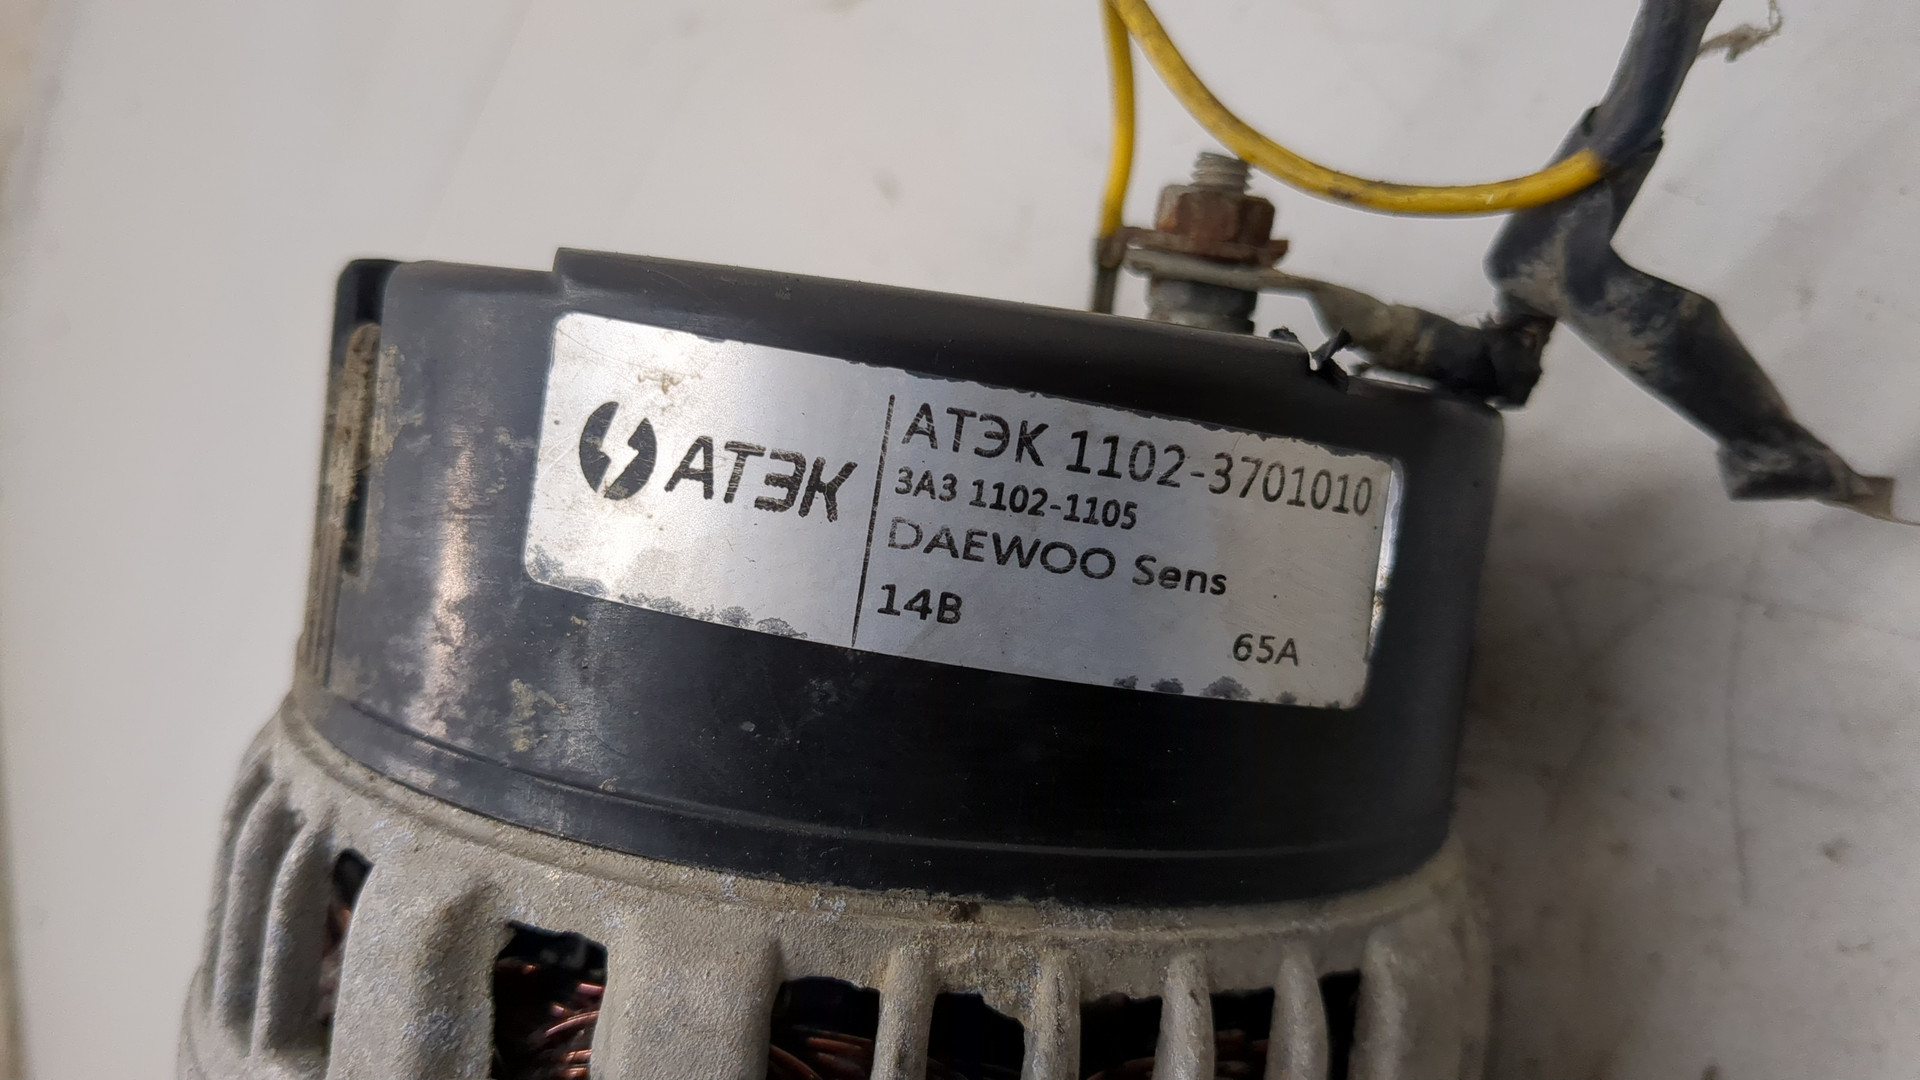 АТЭК
АТЭК 1102-3701010
ЗАЗ 1102-1105
DAEWOO Sens
14В
65А